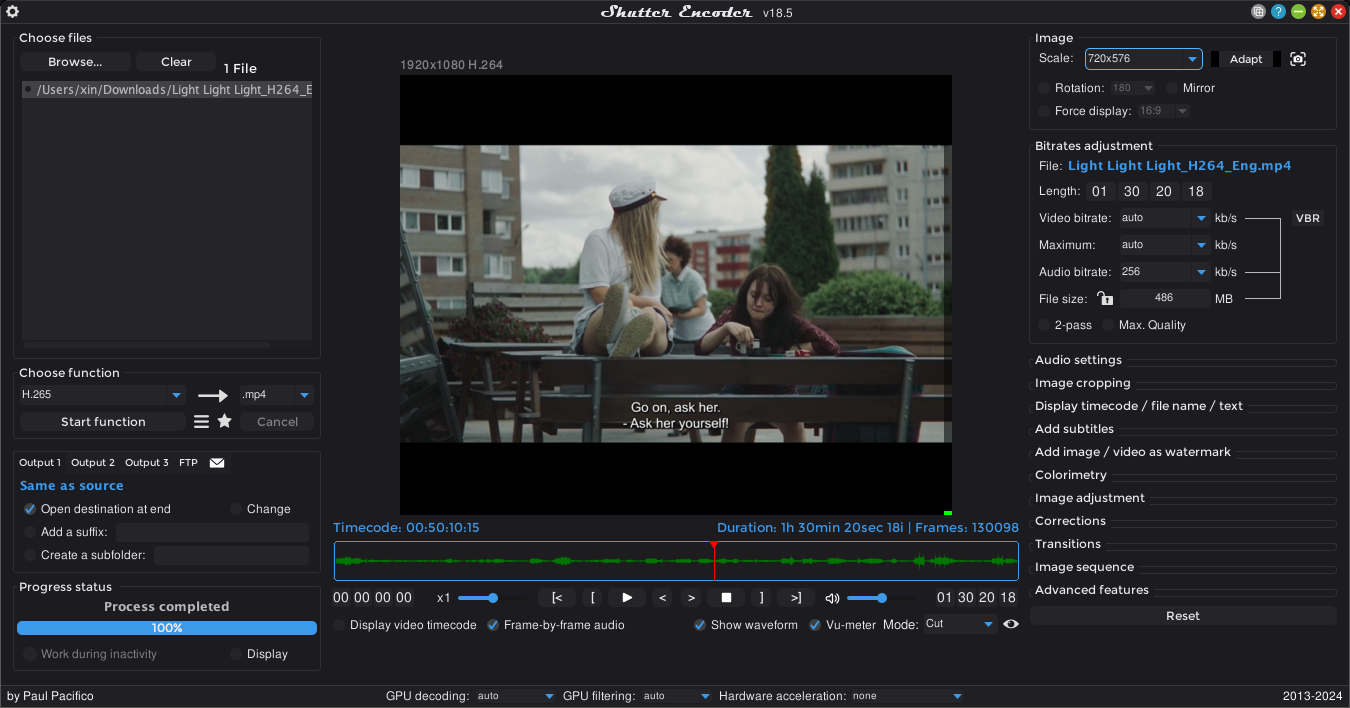 Shutter Encoder v18.5
Choose files
Browse...
Clear
1 File
/Users/xin/Downloads/Light Light Light_H264_E
Choose function
H.265
.mp4
Start function
Cancel
Output 1
Output 2
Output 3
FTP
Same as source
Open destination at end
Change
Add a suffix:
Create a subfolder:
Progress status
Process completed
100%
Work during inactivity
Display
1920x1080 H.264
Go on, ask her.
- Ask her yourself!
Timecode: 00:50:10:15
Duration: 1h 30min 20sec 18i | Frames: 130098
00 00 00 00
x1
[<
[
<
>
]
>]
01 30 20 18
Display video timecode
Frame-by-frame audio
Show waveform
Vu-meter
Mode:
Cut
Image
Scale:
720x576
Adapt
Rotation:
180
Mirror
Force display:
16:9
Bitrates adjustment
File: Light Light Light_H264_Eng.mp4
Length: 01 30 20 18
Video bitrate: auto kb/s
VBR
Maximum: auto kb/s
Audio bitrate: 256 kb/s
File size: 486 MB
2-pass
Max. Quality
Audio settings
Image cropping
Display timecode / file name / text
Add subtitles
Add image / video as watermark
Colorimetry
Image adjustment
Corrections
Transitions
Image sequence
Advanced features
Reset
by Paul Pacifico
GPU decoding: auto
GPU filtering: auto
Hardware acceleration: none
2013-2024